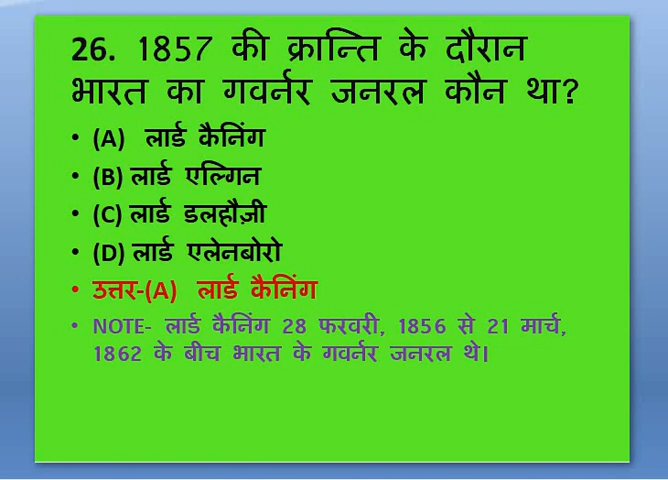 26. 1857 की क्रान्ति के दौरान
भारत का गवर्नर जनरल कौन था?
• (A) लार्ड कैनिंग
• (B) लार्ड एल्गिन
• (C) लार्ड डलहौज़ी
• (D) लार्ड एलेनबोरो
• उत्तर-(A) लार्ड कैनिंग
• NOTE- लार्ड कैनिंग 28 फरवरी, 1856 से 21 मार्च,
1862 के बीच भारत के गवर्नर जनरल थे।